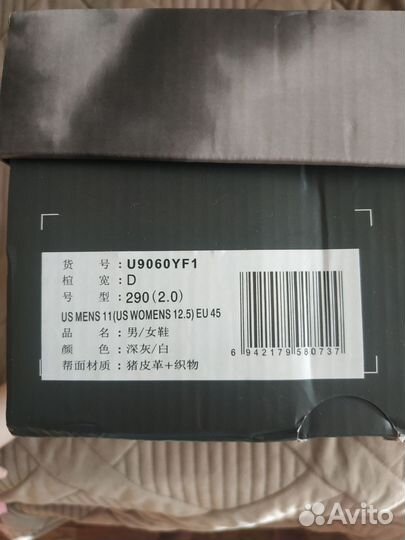 货 号：U9060YF1
楦 宽：D
号 型：290(2.0)
US MENS 11(US WOMENS 12.5) EU 45
品 名：男/女鞋
颜 色：深灰/白
帮面材质：猪皮革+织物
6 942179 580737
Avito